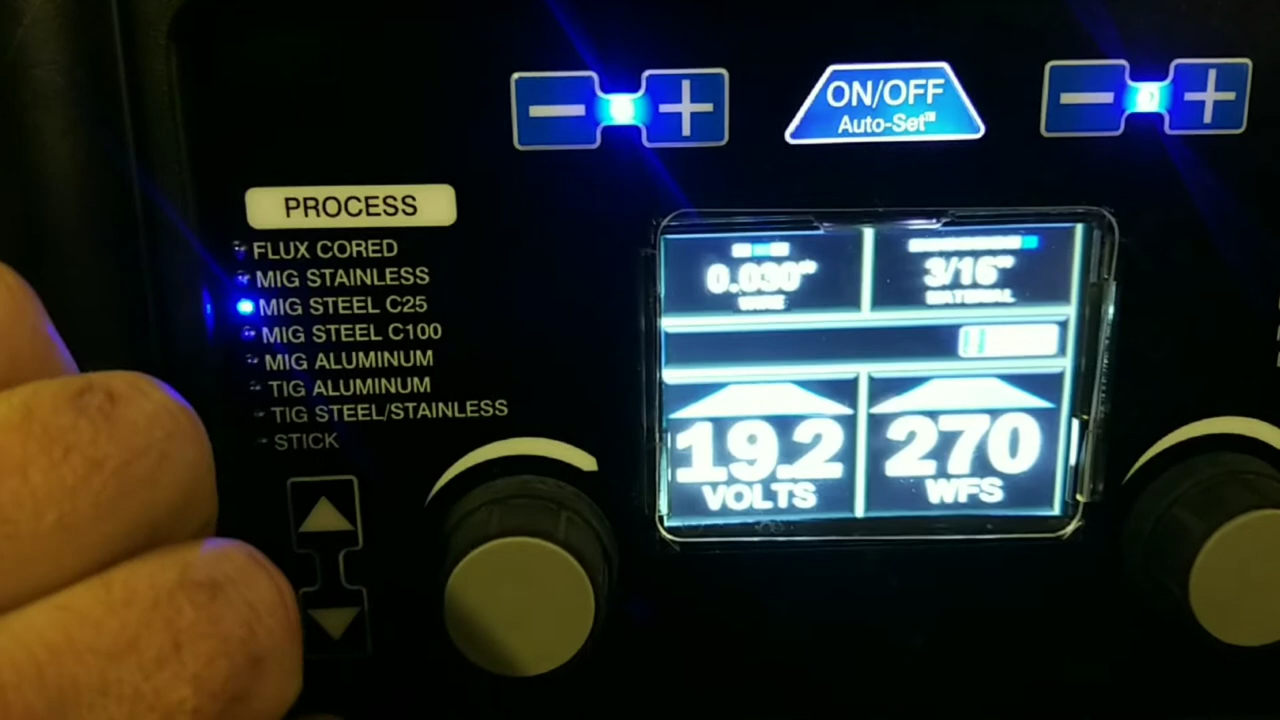 ON/OFF
Auto-Set™
PROCESS
FLUX CORED
MIG STAINLESS
MIG STEEL C25
MIG STEEL C100
MIG ALUMINUM
TIG ALUMINUM
TIG STEEL/STAINLESS
STICK
0.030"
WIRE
3/16"
MATERIAL
19.2
VOLTS
270
WFS